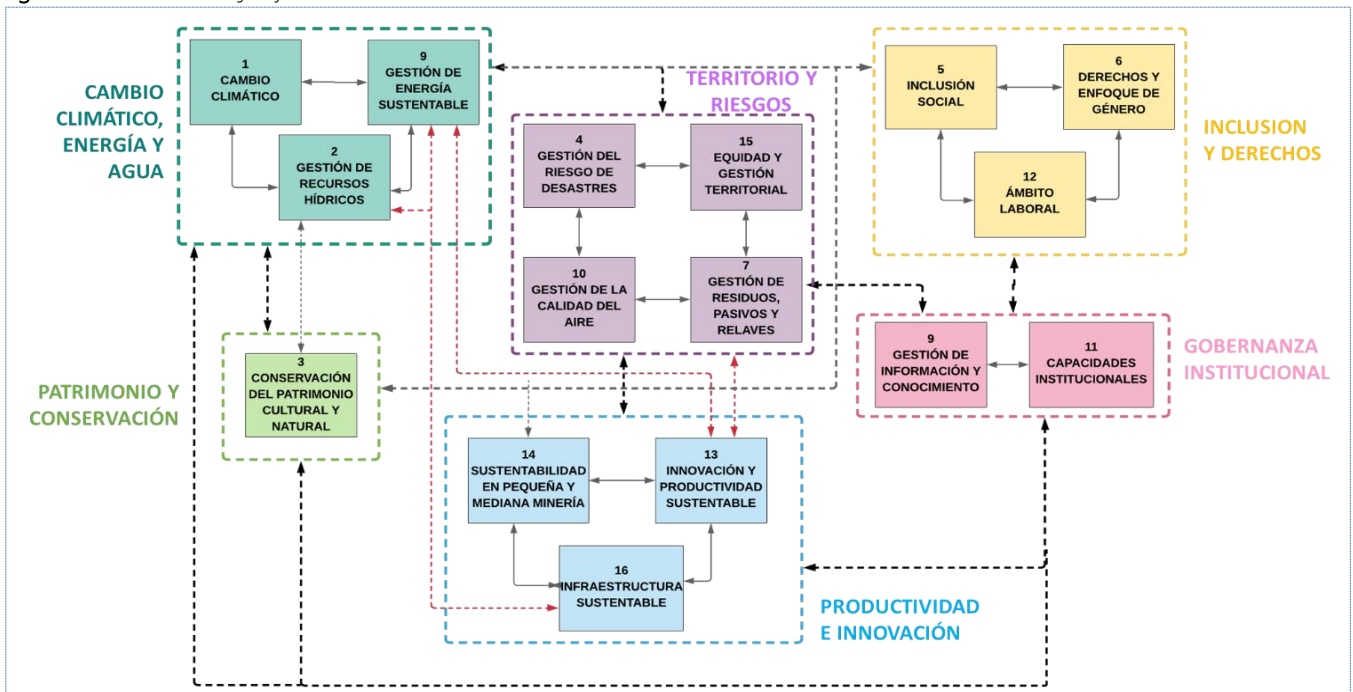 CAMBIO
CLIMÁTICO,
ENERGÍA Y
AGUA
1
CAMBIO
CLIMÁTICO
9
GESTIÓN DE
ENERGÍA
SUSTENTABLE
2
GESTIÓN DE
RECURSOS
HÍDRICOS
TERRITORIO Y
RIESGOS
4
GESTIÓN DEL
RIESGO DE
DESASTRES
15
EQUIDAD Y
GESTIÓN
TERRITORIAL
10
GESTIÓN DE LA
CALIDAD DEL
AIRE
7
GESTIÓN DE
RESIDUOS,
PASIVOS Y
RELAVES
5
INCLUSIÓN
SOCIAL
6
DERECHOS Y
ENFOQUE DE
GÉNERO
12
ÁMBITO
LABORAL
INCLUSION
Y DERECHOS
PATRIMONIO Y
CONSERVACIÓN
3
CONSERVACIÓN
DEL PATRIMONIO
CULTURAL Y
NATURAL
9
GESTIÓN DE
INFORMACIÓN Y
CONOCIMIENTO
11
CAPACIDADES
INSTITUCIONALES
GOBERNANZA
INSTITUCIONAL
14
SUSTENTABILIDAD
EN PEQUEÑA Y
MEDIANA MINERÍA
13
INNOVACIÓN Y
PRODUCTIVIDAD
SUSTENTABLE
16
INFRAESTRUCTURA
SUSTENTABLE
PRODUCTIVIDAD
E INNOVACIÓN